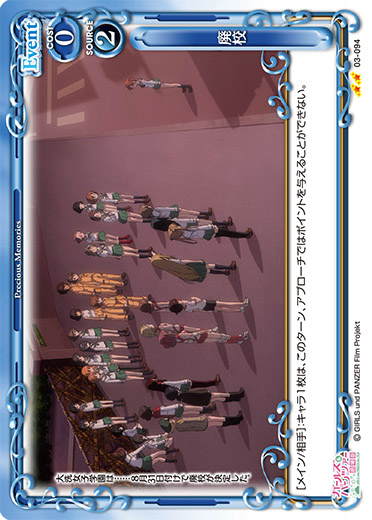 Event
COST
0
SOURCE
2
廃校
Precious Memories
大洗女子学園は……8月31日付けで廃校が決定した。
[メイン/相手]:キャラ1枚は、このターン、アプローチではポイントを与えることができない。
© GIRLS und PANZER Film Projekt
03-094